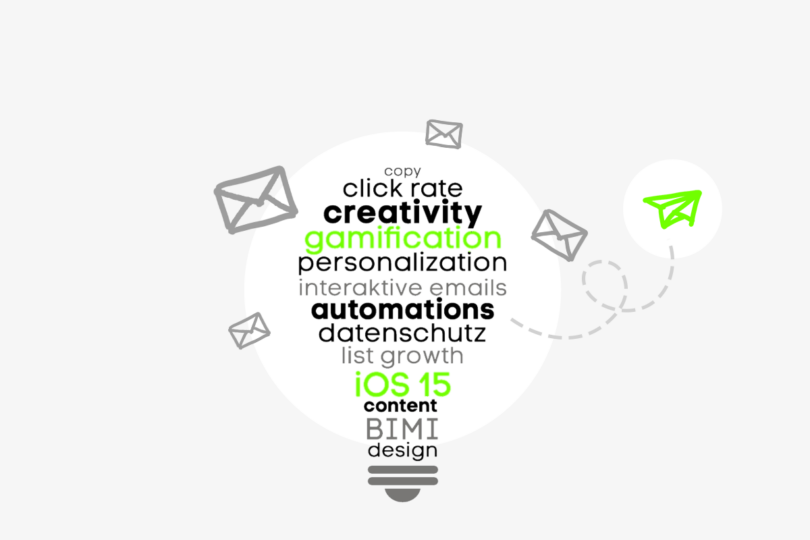 copy
click rate
creativity
gamification
personalization
interaktive emails
automations
datenschutz
list growth
iOS 15
content
BIMI
design